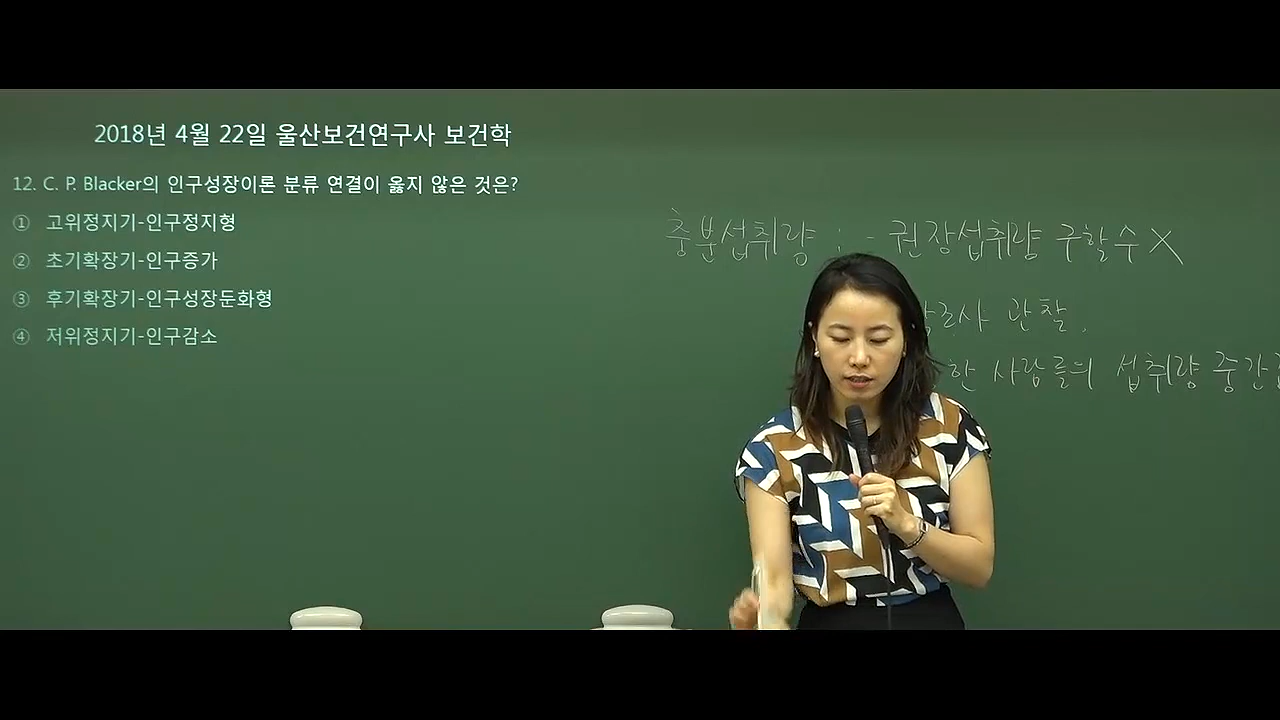 2018년 4월 22일 울산보건연구사 보건학
12. C. P. Blacker의 인구성장이론 분류 연결이 옳지 않은 것은?
① 고위정지기-인구정지형
② 초기확장기-인구증가
③ 후기확장기-인구성장둔화형
④ 저위정지기-인구감소
충분섭취량 : - 권장섭취량 구할수 X
관찰,
한 사람들의 섭취량 중간